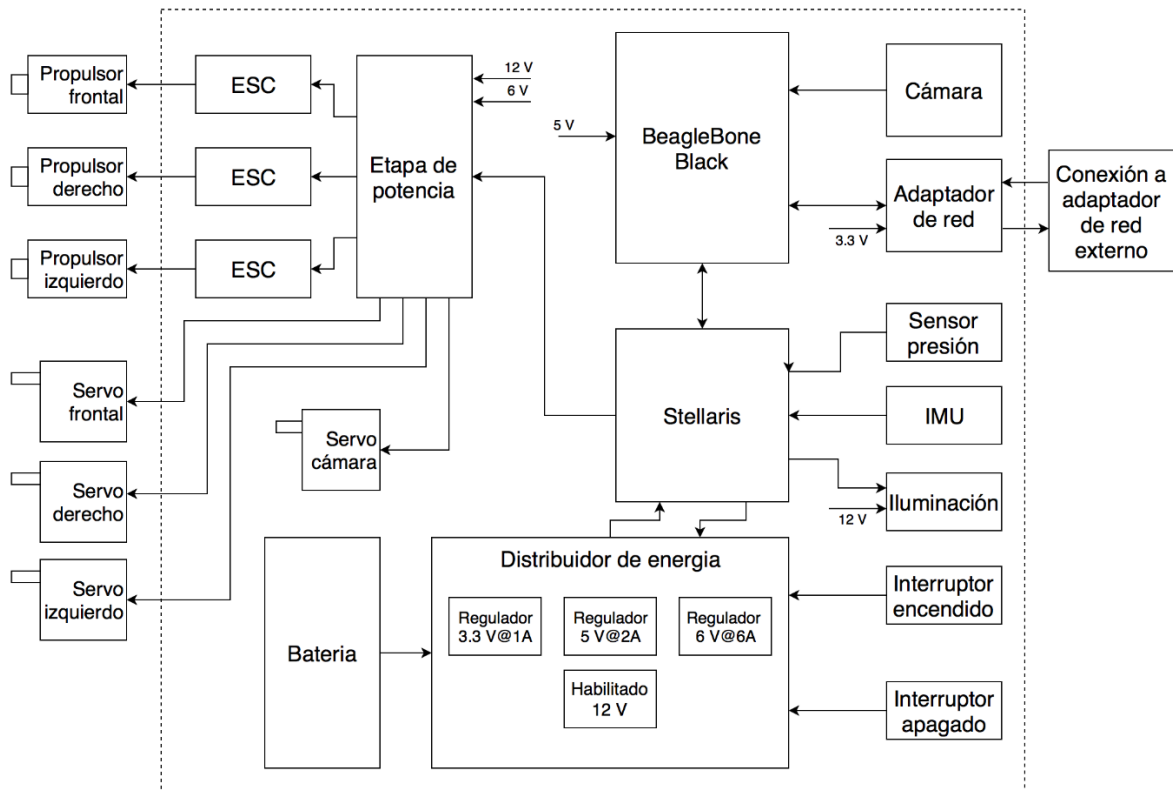 Propulsor
frontal
ESC
12 V
6 V
Etapa de
potencia
5 V
BeagleBone
Black
Cámara
Propulsor
derecho
ESC
Adaptador
de red
3.3 V
Conexión a
adaptador
de red
externo
Propulsor
izquierdo
ESC
Sensor
presión
Servo
frontal
Stellaris
IMU
Servo
cámara
Servo
derecho
Iluminación
12 V
Distribuidor de energia
Servo
izquierdo
Interruptor
encendido
Bateria
Regulador
3.3 V@1A
Regulador
5 V@2A
Regulador
6 V@6A
Habilitado
12 V
Interruptor
apagado